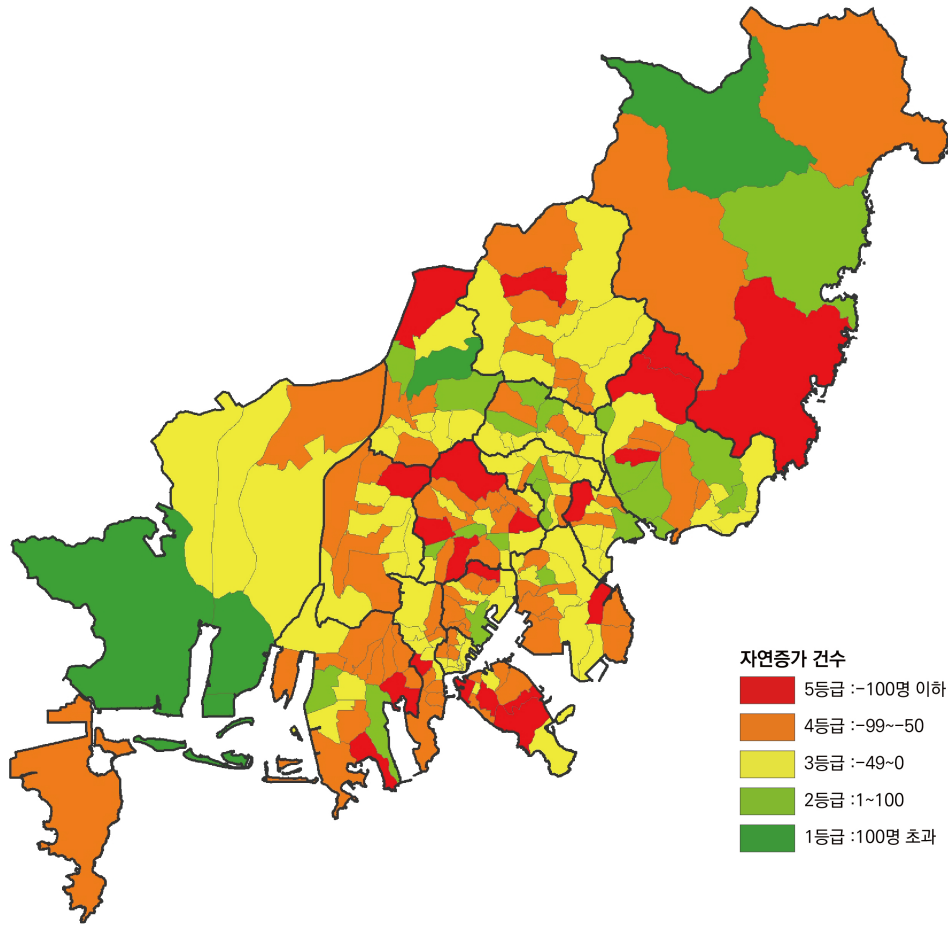 자연증가 건수
5등급 :-100명 이하
4등급 :-99~-50
3등급 :-49~0
2등급 :1~100
1등급 :100명 초과